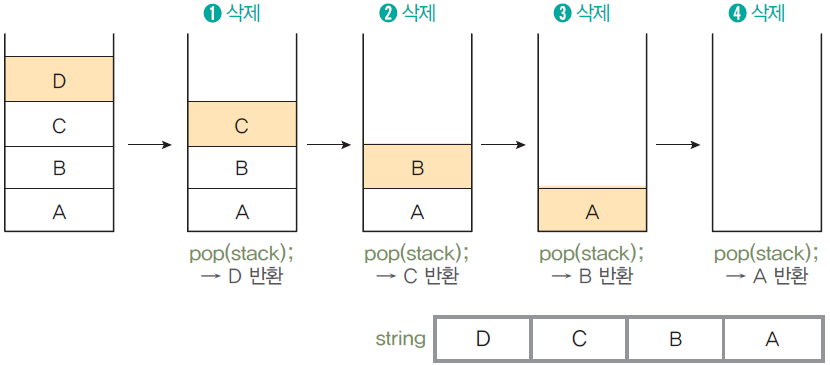 ❶ 삭제
❷ 삭제
❸ 삭제
❹ 삭제
D
C
B
A
C
B
A
B
A
A
pop(stack);
→ D 반환
pop(stack);
→ C 반환
pop(stack);
→ B 반환
pop(stack);
→ A 반환
string D C B A